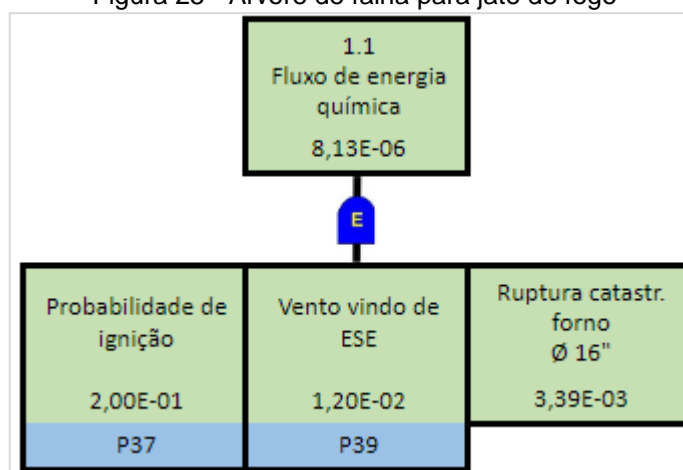 Figura 23 - Árvore de falha para jato de fogo
1.1
Fluxo de energia
química
8,13E-06
E
Probabilidade de
ignição
2,00E-01
P37
Vento vindo de
ESE
1,20E-02
P39
Ruptura catastr.
forno
Ø 16"
3,39E-03